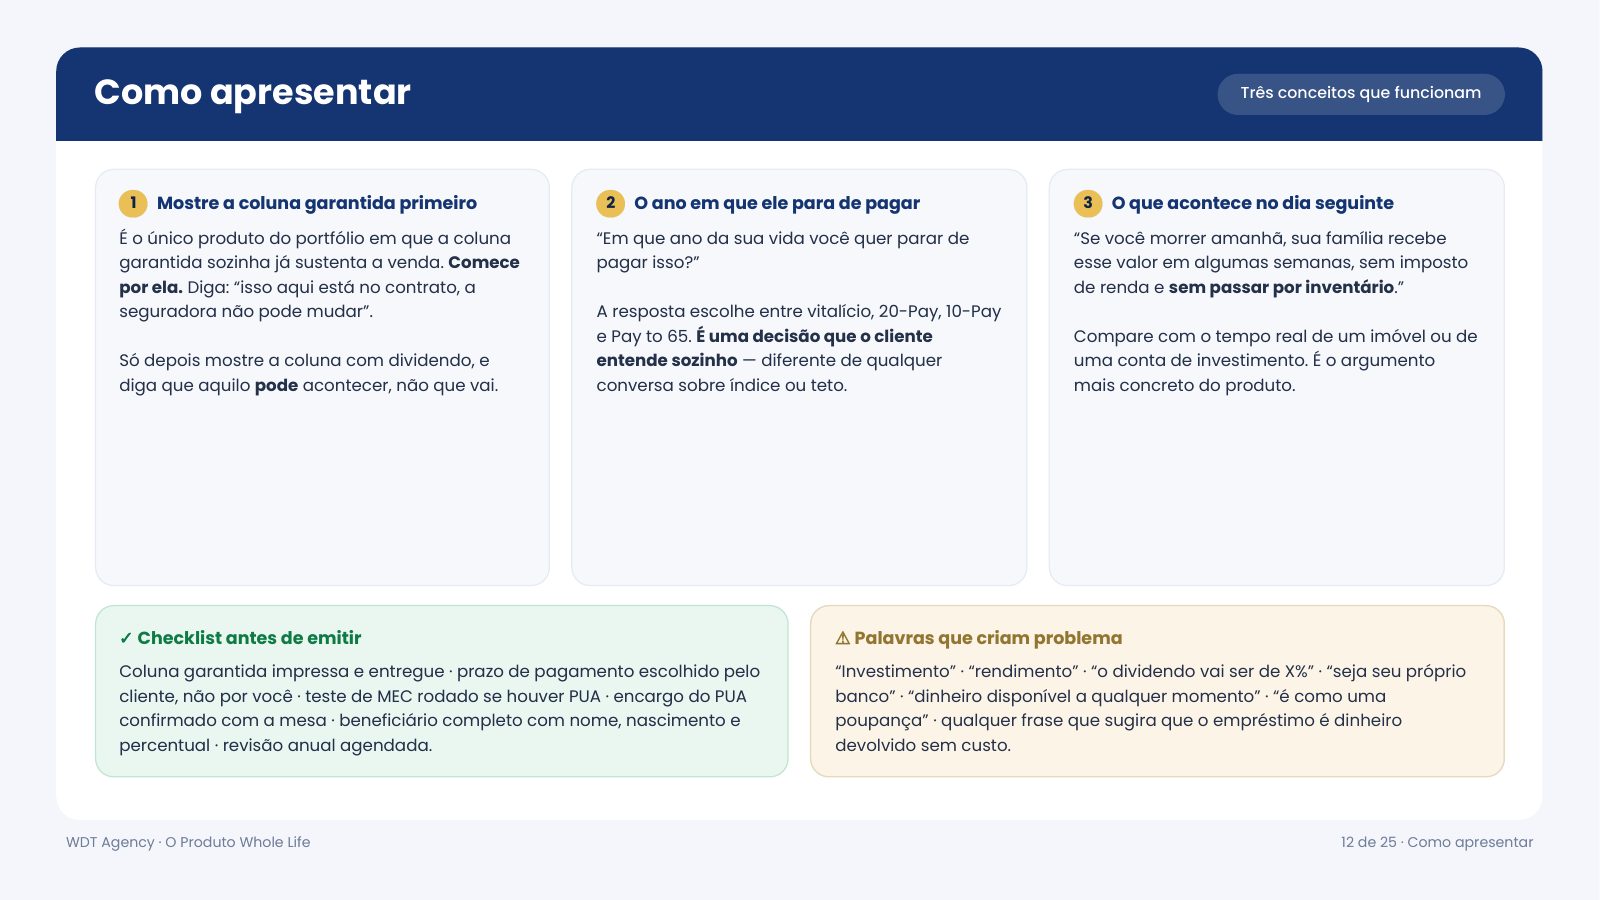 Como apresentar
Três conceitos que funcionam
1 Mostre a coluna garantida primeiro
É o único produto do portfólio em que a coluna
garantida sozinha já sustenta a venda. Comece
por ela. Diga: “isso aqui está no contrato, a
seguradora não pode mudar”.
Só depois mostre a coluna com dividendo, e
diga que aquilo pode acontecer, não que vai.
2 O ano em que ele para de pagar
“Em que ano da sua vida você quer parar de
pagar isso?”
A resposta escolhe entre vitalício, 20-Pay, 10-Pay
e Pay to 65. É uma decisão que o cliente
entende sozinho — diferente de qualquer
conversa sobre índice ou teto.
3 O que acontece no dia seguinte
“Se você morrer amanhã, sua família recebe
esse valor em algumas semanas, sem imposto
de renda e sem passar por inventário.”
Compare com o tempo real de um imóvel ou de
uma conta de investimento. É o argumento
mais concreto do produto.
✓ Checklist antes de emitir
Coluna garantida impressa e entregue · prazo de pagamento escolhido pelo
cliente, não por você · teste de MEC rodado se houver PUA · encargo do PUA
confirmado com a mesa · beneficiário completo com nome, nascimento e
percentual · revisão anual agendada.
⚠ Palavras que criam problema
“Investimento” · “rendimento” · “o dividendo vai ser de X%” · “seja seu próprio
banco” · “dinheiro disponível a qualquer momento” · “é como uma
poupança” · qualquer frase que sugira que o empréstimo é dinheiro
devolvido sem custo.
WDT Agency · O Produto Whole Life
12 de 25 · Como apresentar